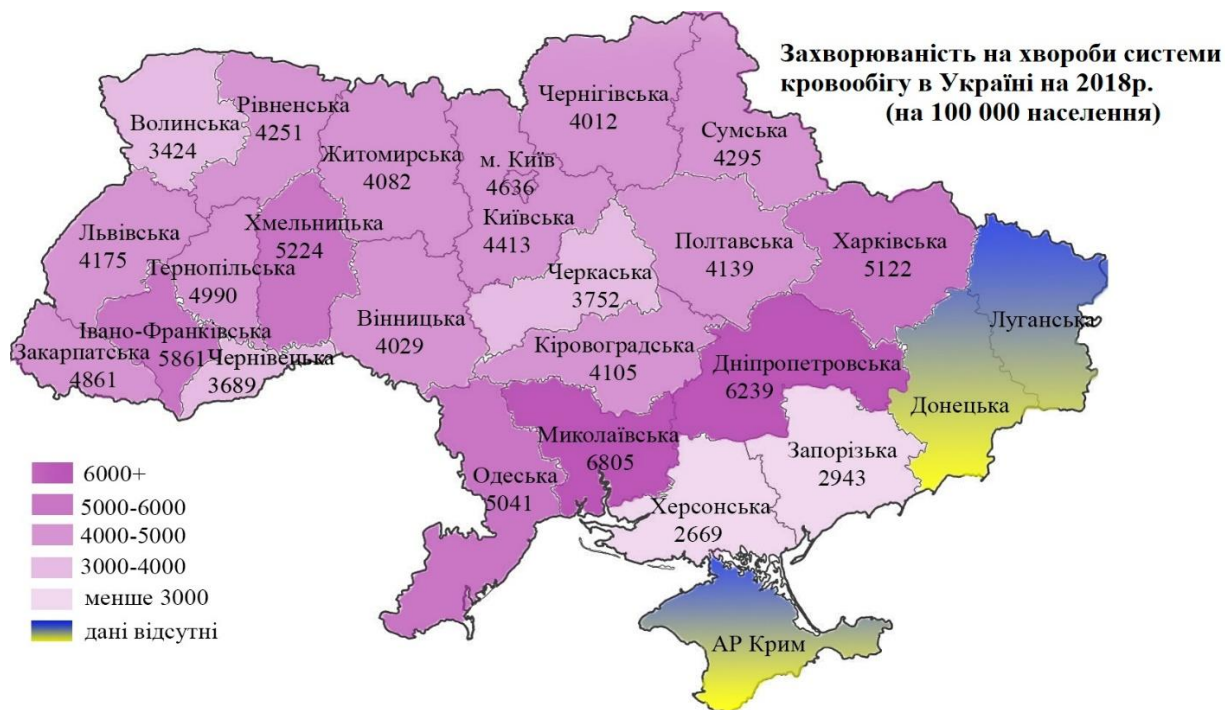 Захворюваність на хвороби системи
кровообігу в Україні на 2018р.
(на 100 000 населення)
Волинська
3424
Рівненська
4251
Житомирська
4082
м. Київ
4636
Київська
4413
Чернігівська
4012
Сумська
4295
Львівська
4175
Тернопільська
4990
Хмельницька
5224
Вінницька
4029
Черкаська
3752
Полтавська
4139
Харківська
5122
Луганська
Закарпатська
4861
Івано-Франківська
5861
Чернівецька
3689
Кіровоградська
4105
Дніпропетровська
6239
Донецька
Одеська
5041
Миколаївська
6805
Херсонська
2669
Запорізька
2943
АР Крим
6000+
5000-6000
4000-5000
3000-4000
менше 3000
дані відсутні